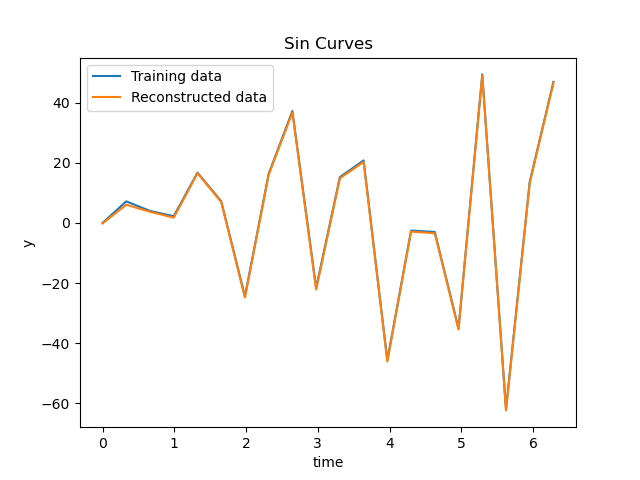 Sin Curves
Training data
Reconstructed data
40
20
0
−20
−40
−60
y
0 1 2 3 4 5 6
time